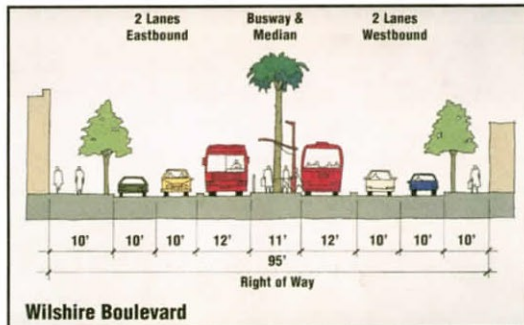 2 Lanes
Eastbound
Busway &
Median
2 Lanes
Westbound
10' 10' 10' 12' 11' 12' 10' 10' 10'
95'
Right of Way
Wilshire Boulevard